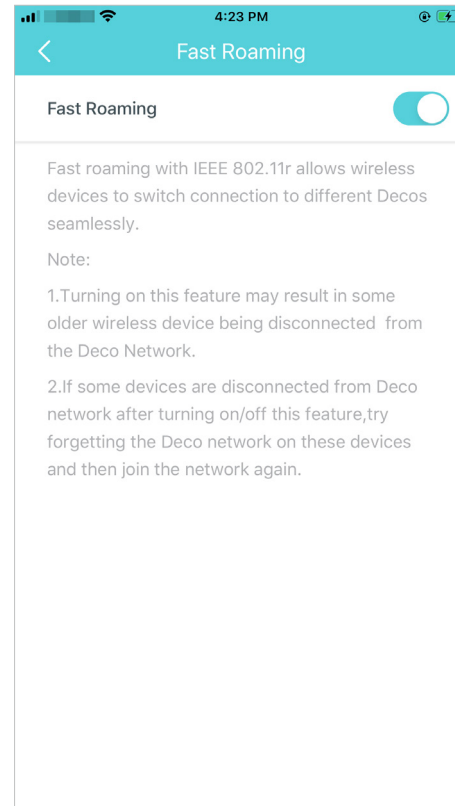 4:23 PM
Fast Roaming
Fast Roaming
Fast roaming with IEEE 802.11r allows wireless
devices to switch connection to different Decos
seamlessly.
Note:
1.Turning on this feature may result in some
older wireless device being disconnected  from
the Deco Network.
2.If some devices are disconnected from Deco
network after turning on/off this feature,try
forgetting the Deco network on these devices
and then join the network again.